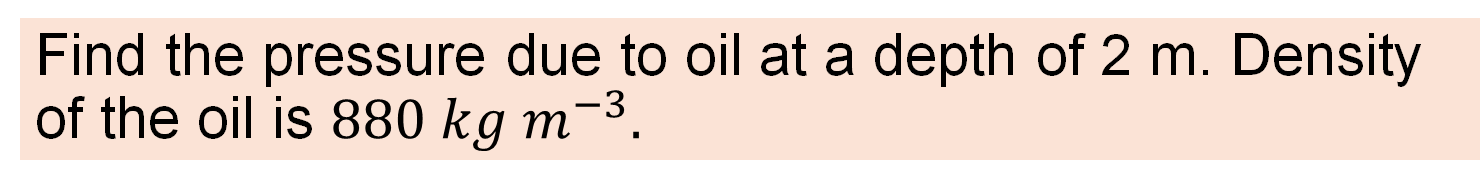 Find the pressure due to oil at a depth of 2 m. Density
of the oil is 880 kg m⁻³.